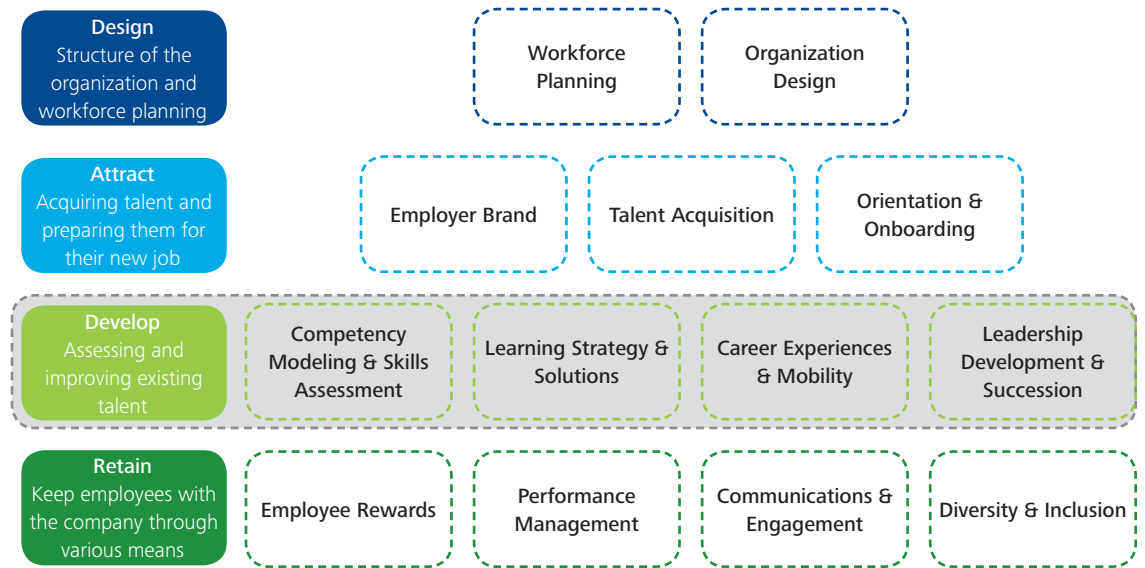 Design
Structure of the
organization and
workforce planning
Workforce
Planning
Organization
Design
Attract
Acquiring talent and
preparing them for
their new job
Employer Brand
Talent Acquisition
Orientation &
Onboarding
Develop
Assessing and
improving existing
talent
Competency
Modeling & Skills
Assessment
Learning Strategy &
Solutions
Career Experiences
& Mobility
Leadership
Development &
Succession
Retain
Keep employees with
the company through
various means
Employee Rewards
Performance
Management
Communications &
Engagement
Diversity & Inclusion